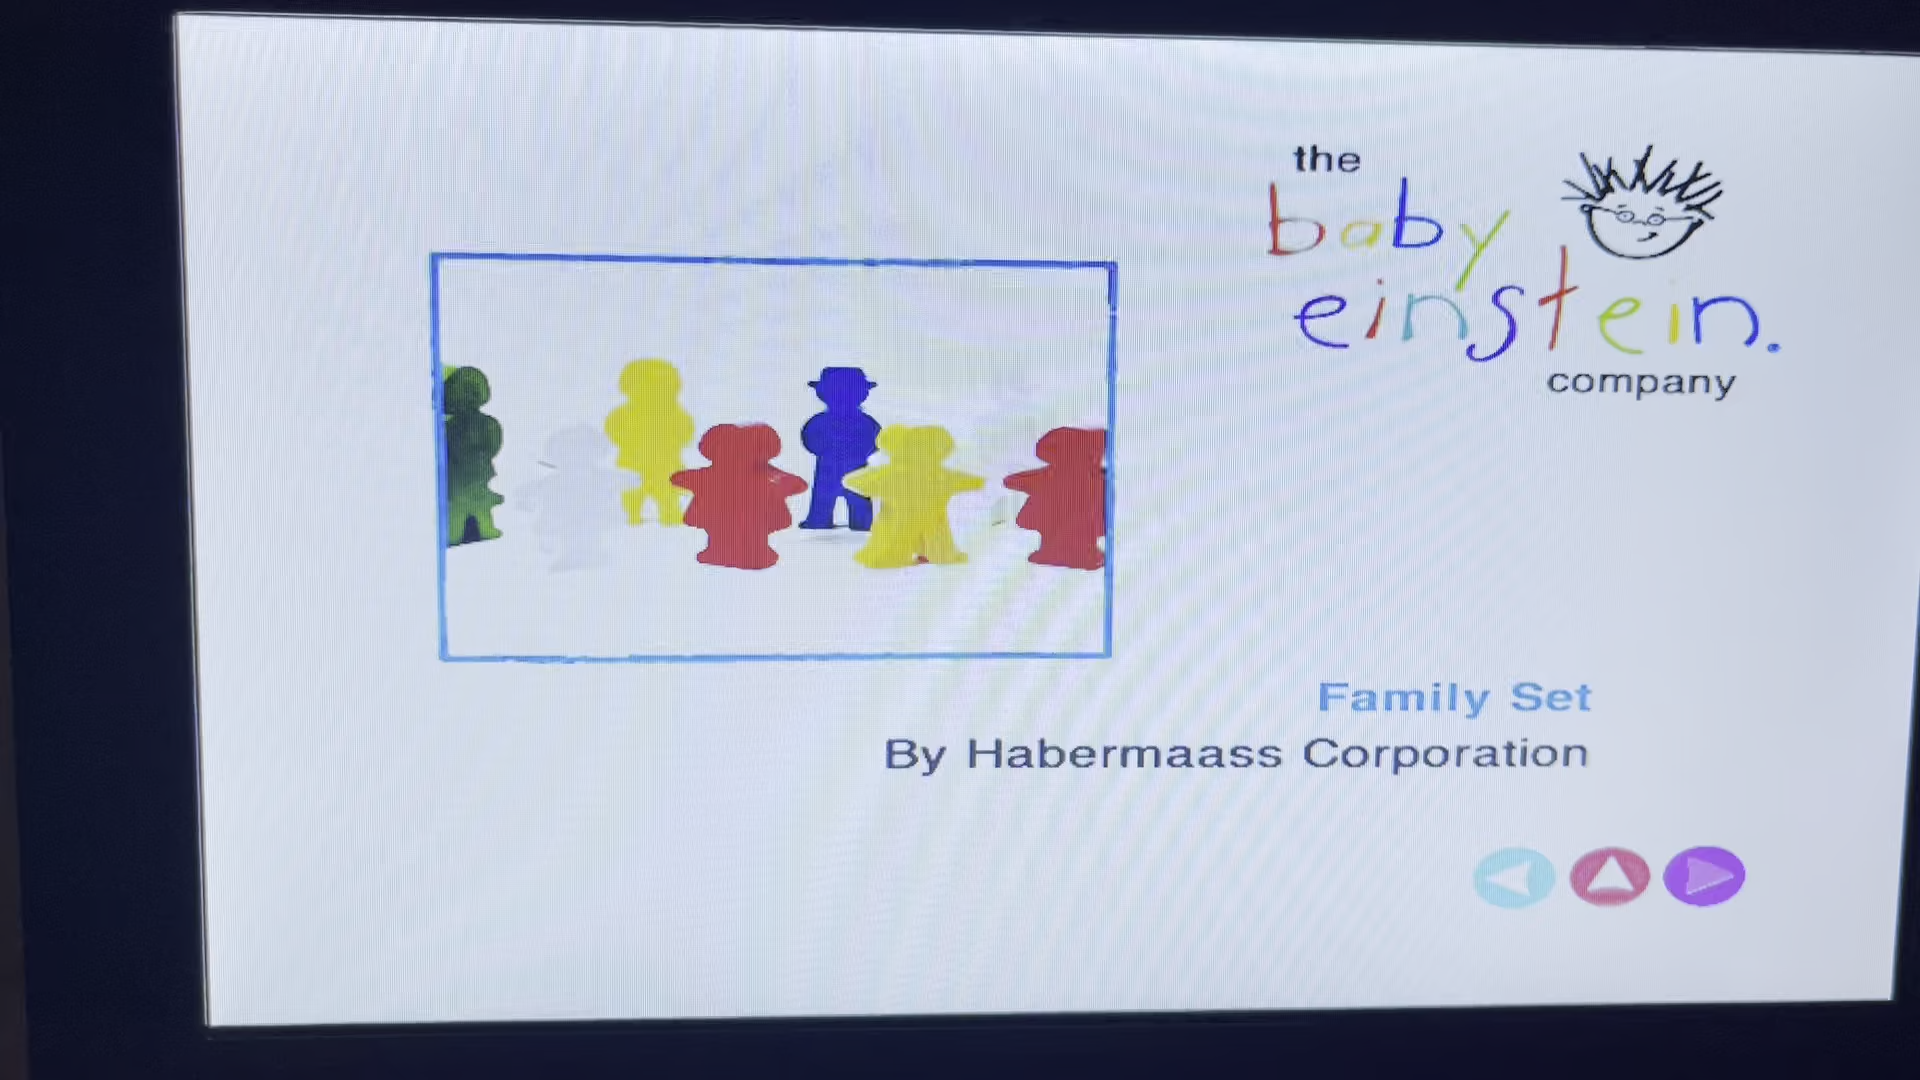 the
baby
einstein.
company
Family Set
By Habermaass Corporation